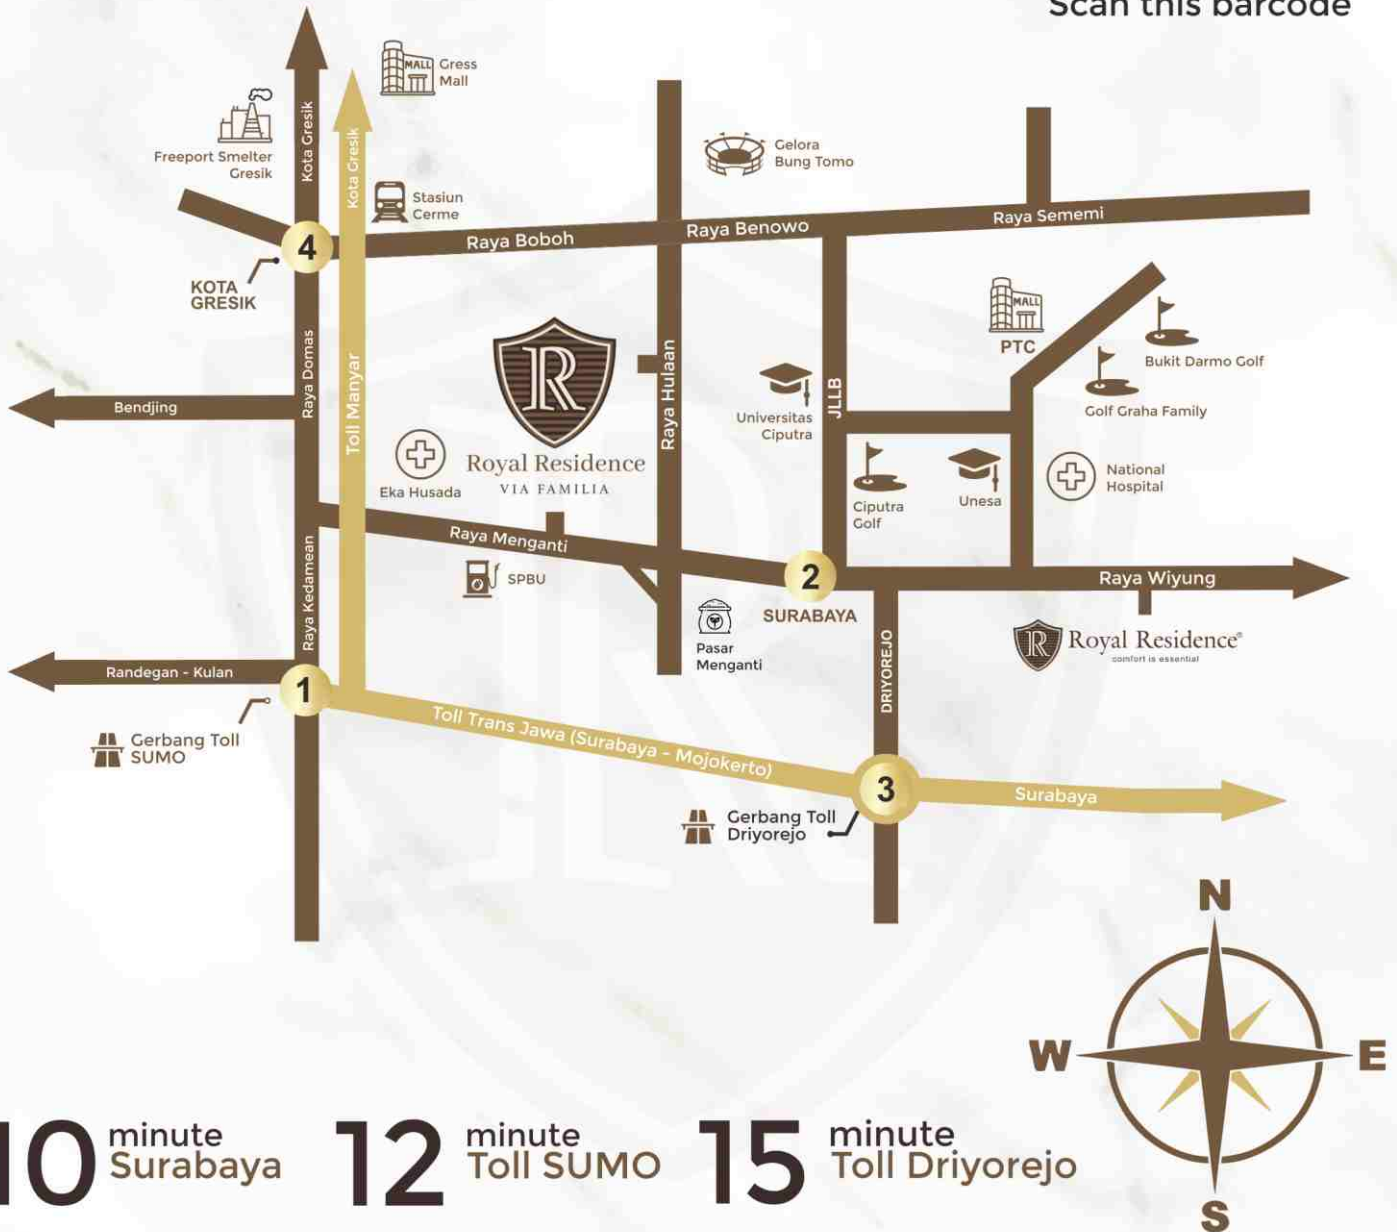 Scan this barcode
Kota Gresik
Kota Gresik
MALL
Gress
Mall
Freeport Smelter
Gresik
Stasiun
Cerme
Gelora
Bung Tomo
4
KOTA
GRESIK
Raya Boboh
Raya Benowo
Raya Sememi
MALL
PTC
Bukit Darmo Golf
Golf Graha Family
Raya Domas
Toll Manyar
R
Royal Residence
VIA FAMILIA
Raya Hulaan
Universitas
Ciputra
JLLB
Bendjing
Eka Husada
Ciputra
Golf
Unesa
National
Hospital
Raya Menganti
SPBU
Raya Kedamean
2
SURABAYA
Raya Wiyung
Pasar
Menganti
DRIYOREJO
R
Royal Residence®
comfort is essential
Randegan - Kulan
1
Gerbang Toll
SUMO
Toll Trans Jawa (Surabaya - Mojokerto)
3
Surabaya
Gerbang Toll
Driyorejo
N
W
E
S
10 minute
Surabaya
12 minute
Toll SUMO
15 minute
Toll Driyorejo